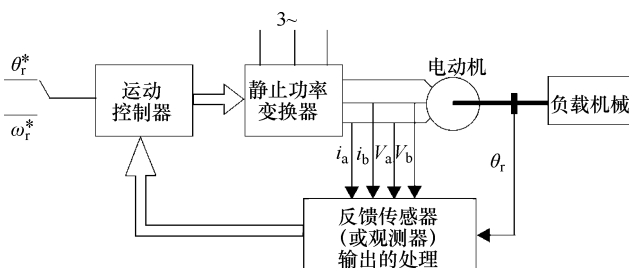 3~
θr*
ωr*
运动
控制器
静止功率
变换器
电动机
负载机械
ia ib Va Vb
θr
反馈传感器
(或观测器)
输出的处理